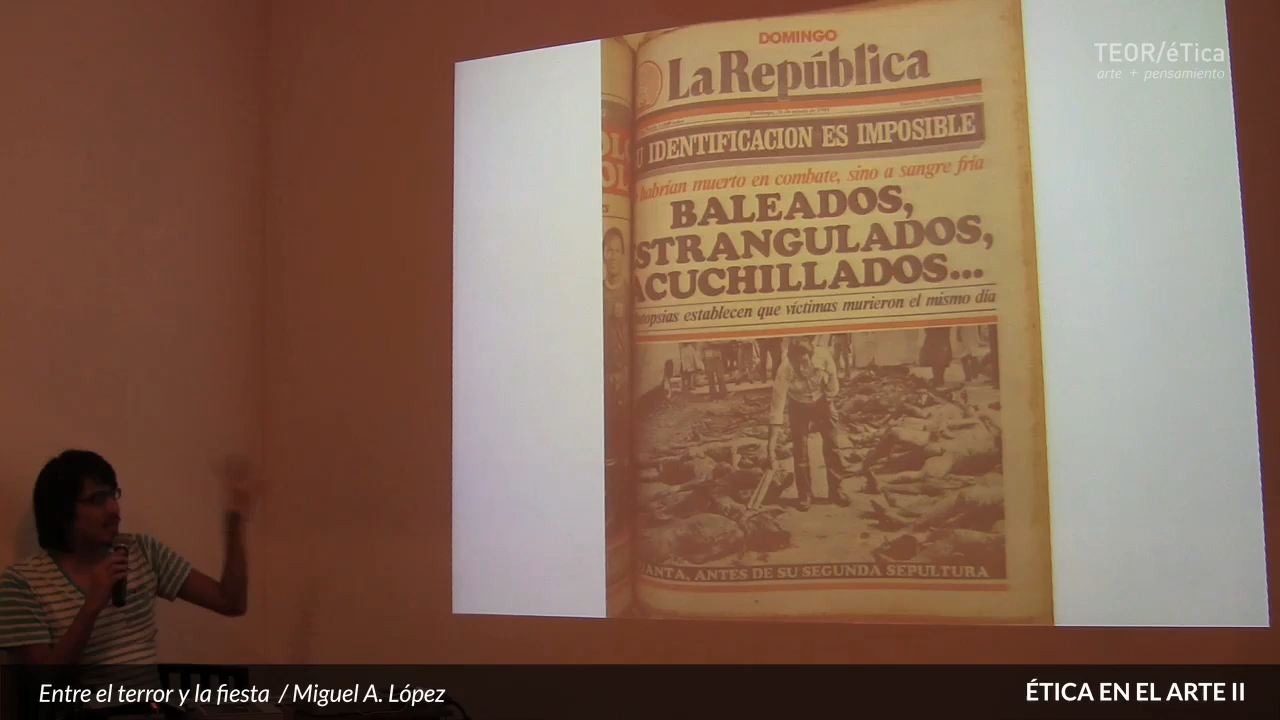 TEOR/éTica
arte + pensamiento
DOMINGO
La República
U IDENTIFICACION ES IMPOSIBLE
habrían muerto en combate, sino a sangre fría
BALEADOS,
STRANGULADOS,
ACUCHILLADOS...
topsias establecen que víctimas murieron el mismo día
UANTA, ANTES DE SU SEGUNDA SEPULTURA
Entre el terror y la fiesta / Miguel A. López
ÉTICA EN EL ARTE II